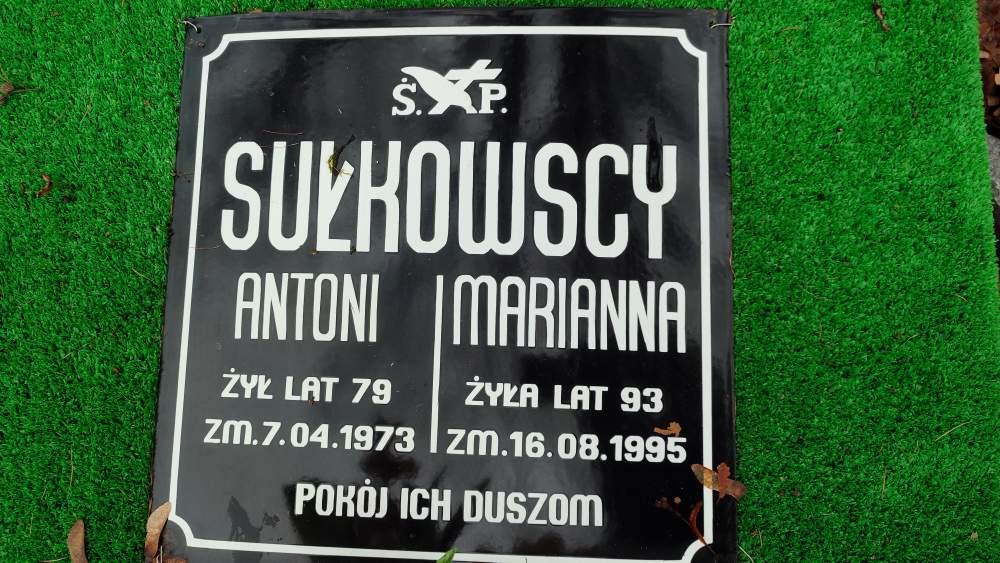 Ś. P.
SUŁKOWSCY
ANTONI
ŻYŁ LAT 79
ZM.7.04.1973
MARIANNA
ŻYŁA LAT 93
ZM.16.08.1995
POKÓJ ICH DUSZOM